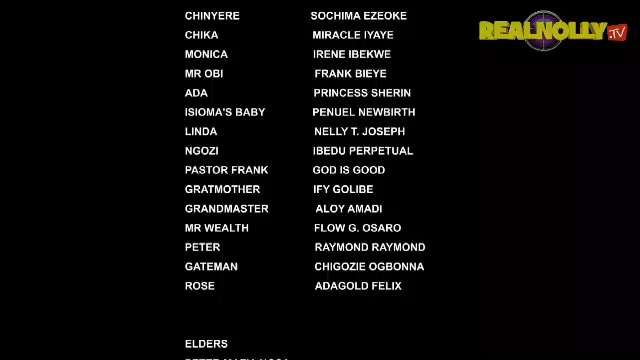 REALNOLLY.TV
CHINYERE SOCHIMA EZEOKE
CHIKA MIRACLE IYAYE
MONICA IRENE IBEKWE
MR OBI FRANK BIEYE
ADA PRINCESS SHERIN
ISIOMA'S BABY PENUEL NEWBIRTH
LINDA NELLY T. JOSEPH
NGOZI IBEDU PERPETUAL
PASTOR FRANK GOD IS GOOD
GRATMOTHER IFY GOLIBE
GRANDMASTER ALOY AMADI
MR WEALTH FLOW G. OSARO
PETER RAYMOND RAYMOND
GATEMAN CHIGOZIE OGBONNA
ROSE ADAGOLD FELIX
ELDERS